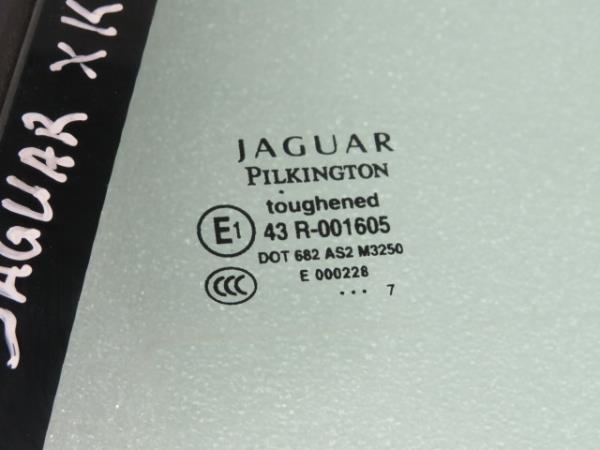 JAGUAR XK
JAGUAR
PILKINGTON
toughened
E1 43 R-001605
DOT 682 AS2 M3250
CCC E 000228
... 7